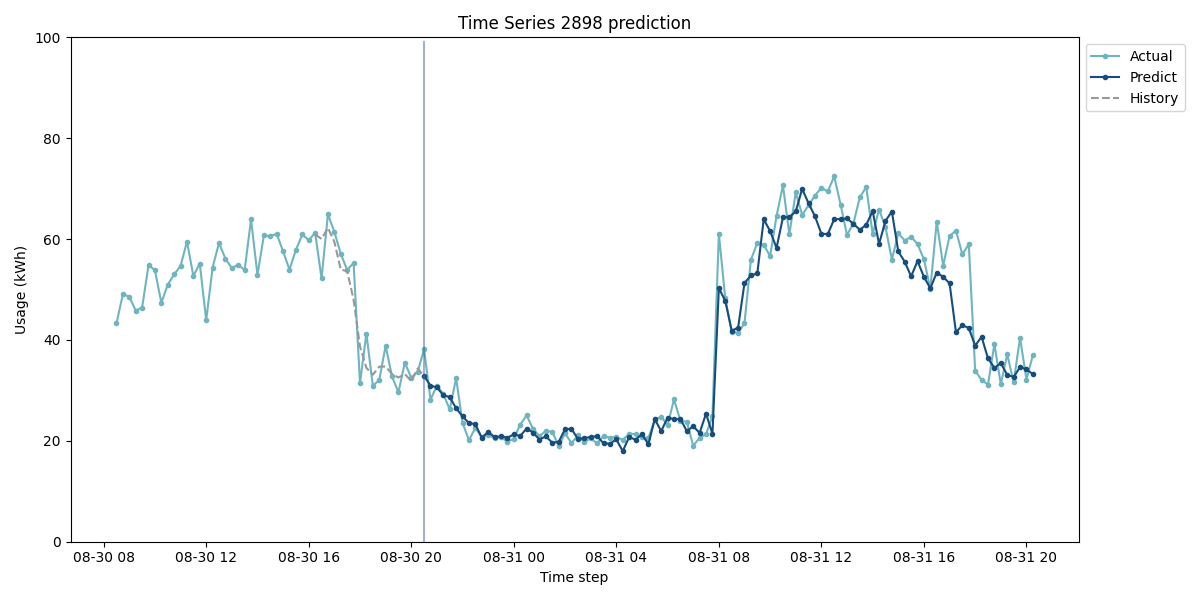 Time Series 2898 prediction
100
80
60
40
20
0
Usage (kWh)
08-30 08
08-30 12
08-30 16
08-30 20
08-31 00
08-31 04
08-31 08
08-31 12
08-31 16
08-31 20
Time step
Actual
Predict
History